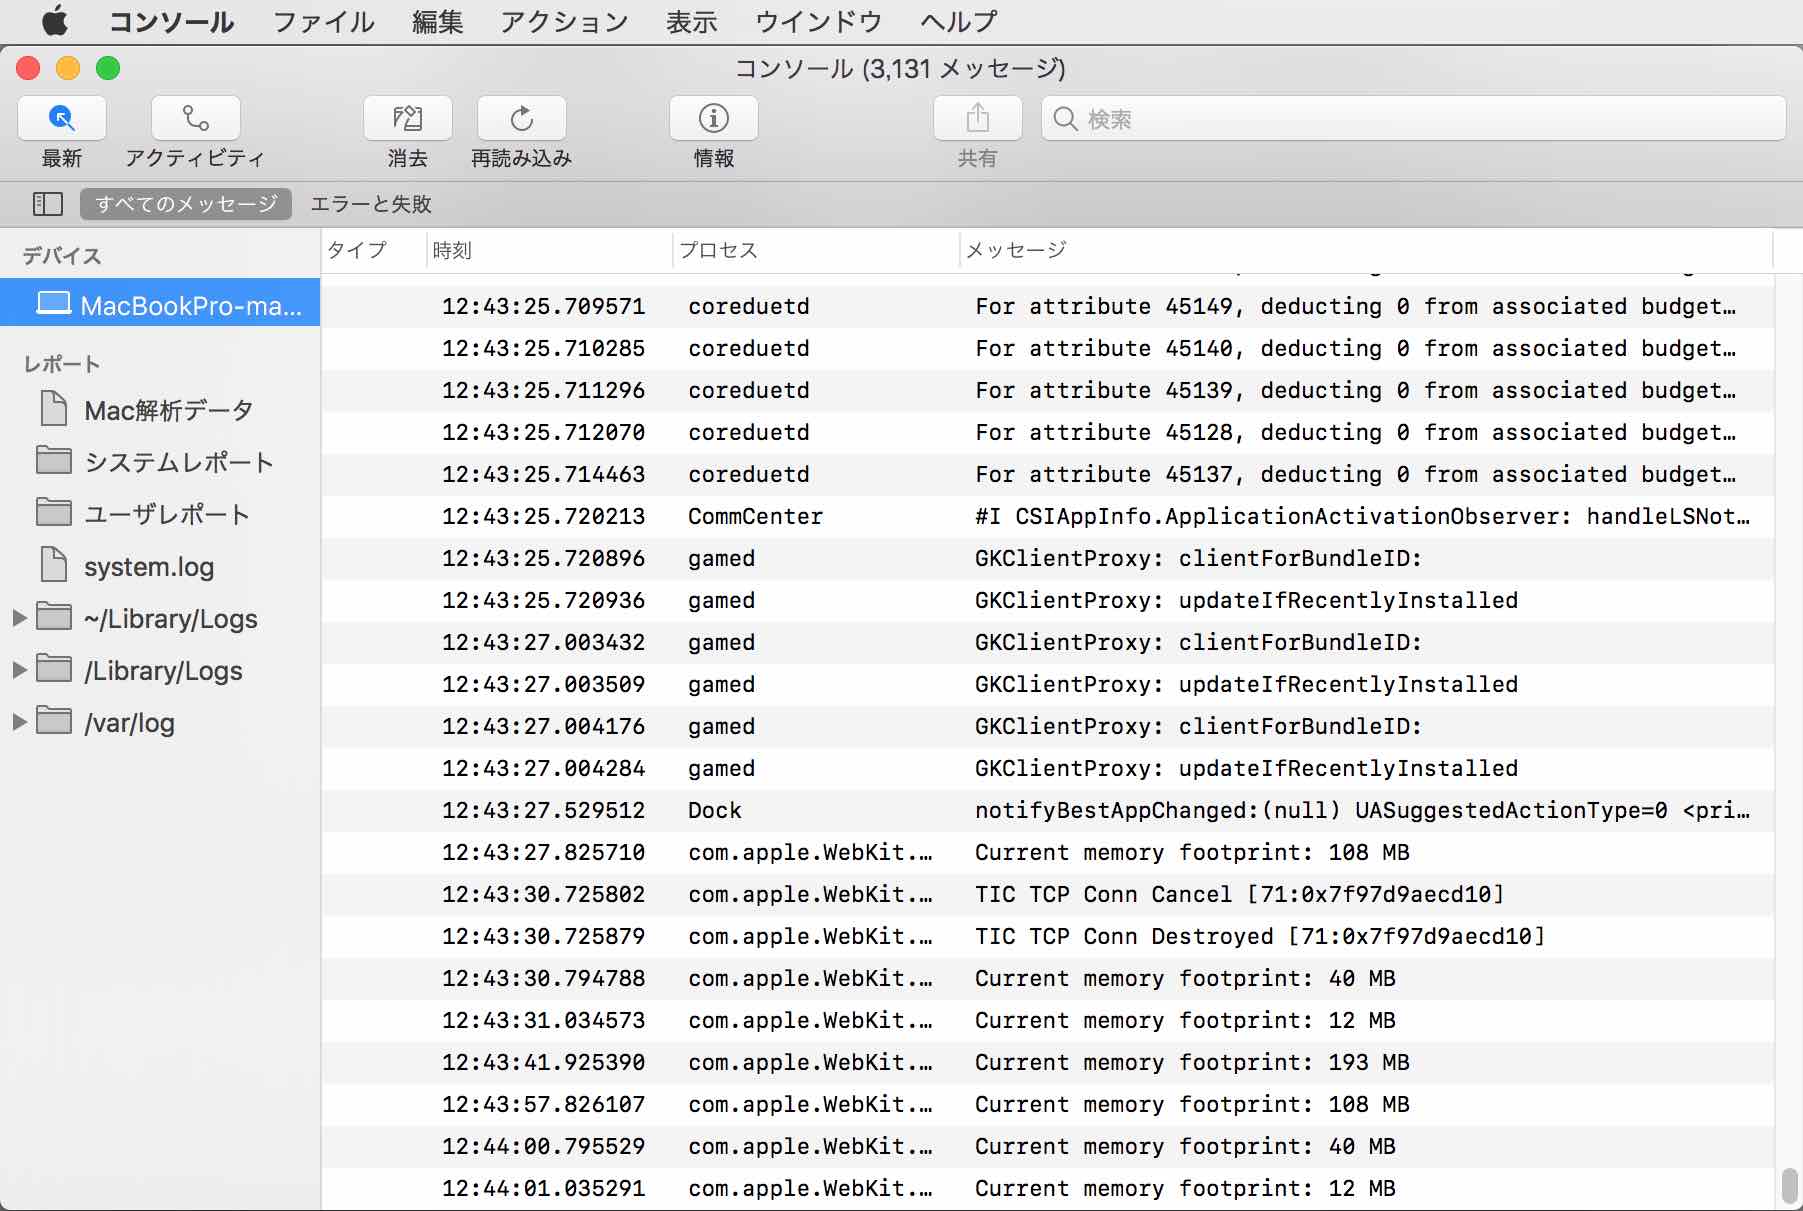 コンソール ファイル 編集 アクション 表示 ウインドウ ヘルプ
コンソール (3,131 メッセージ)
検索
最新 アクティビティ 消去 再読み込み 情報 共有
すべてのメッセージ エラーと失敗
デバイス
MacBookPro-ma...
レポート
Mac解析データ
システムレポート
ユーザレポート
system.log
~/Library/Logs
/Library/Logs
/var/log
タイプ 時刻 プロセス メッセージ
12:43:25.709571 coreduetd For attribute 45149, deducting 0 from associated budget…
12:43:25.710285 coreduetd For attribute 45140, deducting 0 from associated budget…
12:43:25.711296 coreduetd For attribute 45139, deducting 0 from associated budget…
12:43:25.712070 coreduetd For attribute 45128, deducting 0 from associated budget…
12:43:25.714463 coreduetd For attribute 45137, deducting 0 from associated budget…
12:43:25.720213 CommCenter #I CSIAppInfo.ApplicationActivationObserver: handleLSNot…
12:43:25.720896 gamed GKClientProxy: clientForBundleID:
12:43:25.720936 gamed GKClientProxy: updateIfRecentlyInstalled
12:43:27.003432 gamed GKClientProxy: clientForBundleID:
12:43:27.003509 gamed GKClientProxy: updateIfRecentlyInstalled
12:43:27.004176 gamed GKClientProxy: clientForBundleID:
12:43:27.004284 gamed GKClientProxy: updateIfRecentlyInstalled
12:43:27.529512 Dock notifyBestAppChanged:(null) UASuggestedActionType=0 <pri…
12:43:27.825710 com.apple.WebKit.… Current memory footprint: 108 MB
12:43:30.725802 com.apple.WebKit.… TIC TCP Conn Cancel [71:0x7f97d9aecd10]
12:43:30.725879 com.apple.WebKit.… TIC TCP Conn Destroyed [71:0x7f97d9aecd10]
12:43:30.794788 com.apple.WebKit.… Current memory footprint: 40 MB
12:43:31.034573 com.apple.WebKit.… Current memory footprint: 12 MB
12:43:41.925390 com.apple.WebKit.… Current memory footprint: 193 MB
12:43:57.826107 com.apple.WebKit.… Current memory footprint: 108 MB
12:44:00.795529 com.apple.WebKit.… Current memory footprint: 40 MB
12:44:01.035291 com.apple.WebKit.… Current memory footprint: 12 MB